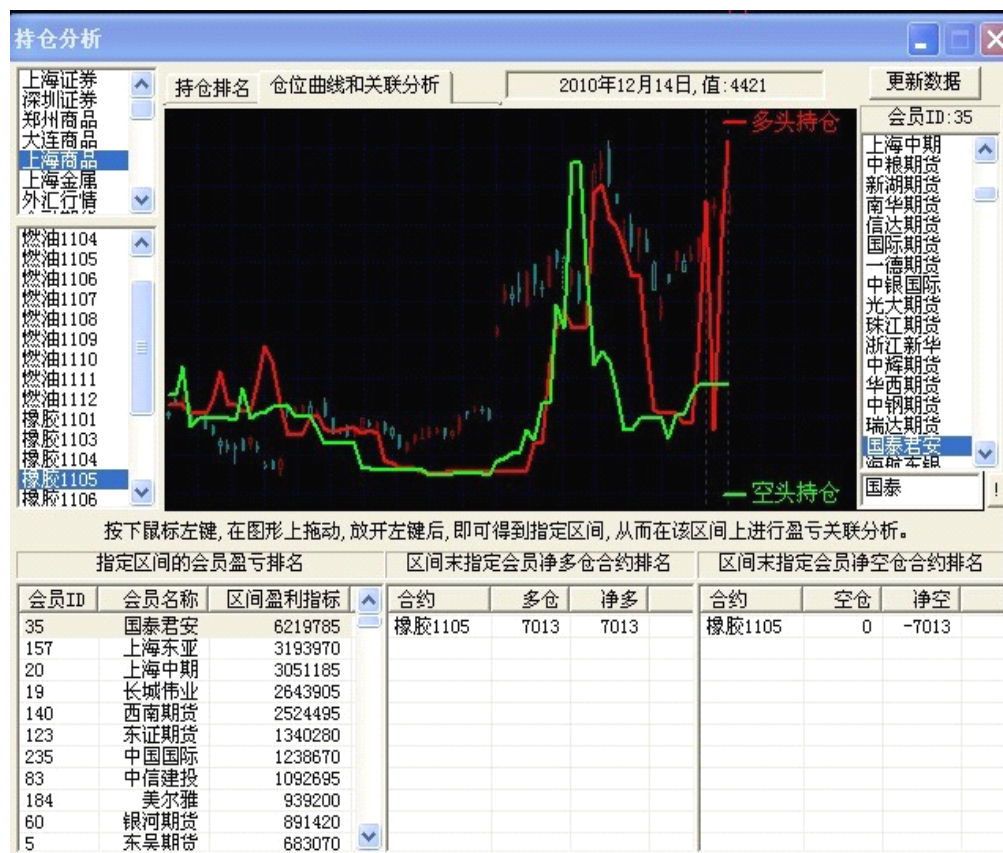 持仓分析
上海证券
深圳证券
郑州商品
大连商品
上海商品
上海金属
外汇行情
持仓排名
仓位曲线和关联分析
2010年12月14日,值:4421
更新数据
会员ID:35
燃油1104
燃油1105
燃油1106
燃油1107
燃油1108
燃油1109
燃油1110
燃油1111
燃油1112
橡胶1101
橡胶1103
橡胶1104
橡胶1105
橡胶1106
多头持仓
空头持仓
上海中期
中粮期货
新湖期货
南华期货
信达期货
国际期货
一德期货
中银国际
光大期货
珠江期货
浙江新华
中辉期货
华西期货
中钢期货
瑞达期货
国泰君安
国泰
!
按下鼠标左键,在图形上拖动,放开左键后,即可得到指定区间,从而在该区间上进行盈亏关联分析。
指定区间的会员盈亏排名
区间末指定会员净多仓合约排名
区间末指定会员净空仓合约排名
会员ID 会员名称 区间盈利指标
35 国泰君安 6219785
157 上海东亚 3193970
20 上海中期 3051185
19 长城伟业 2643905
140 西南期货 2524495
123 东证期货 1340280
235 中国国际 1238670
83 中信建投 1092695
184 美尔雅 939200
60 银河期货 891420
5 东吴期货 683070
合约 多仓 净多
橡胶1105 7013 7013
合约 空仓 净空
橡胶1105 0 -7013